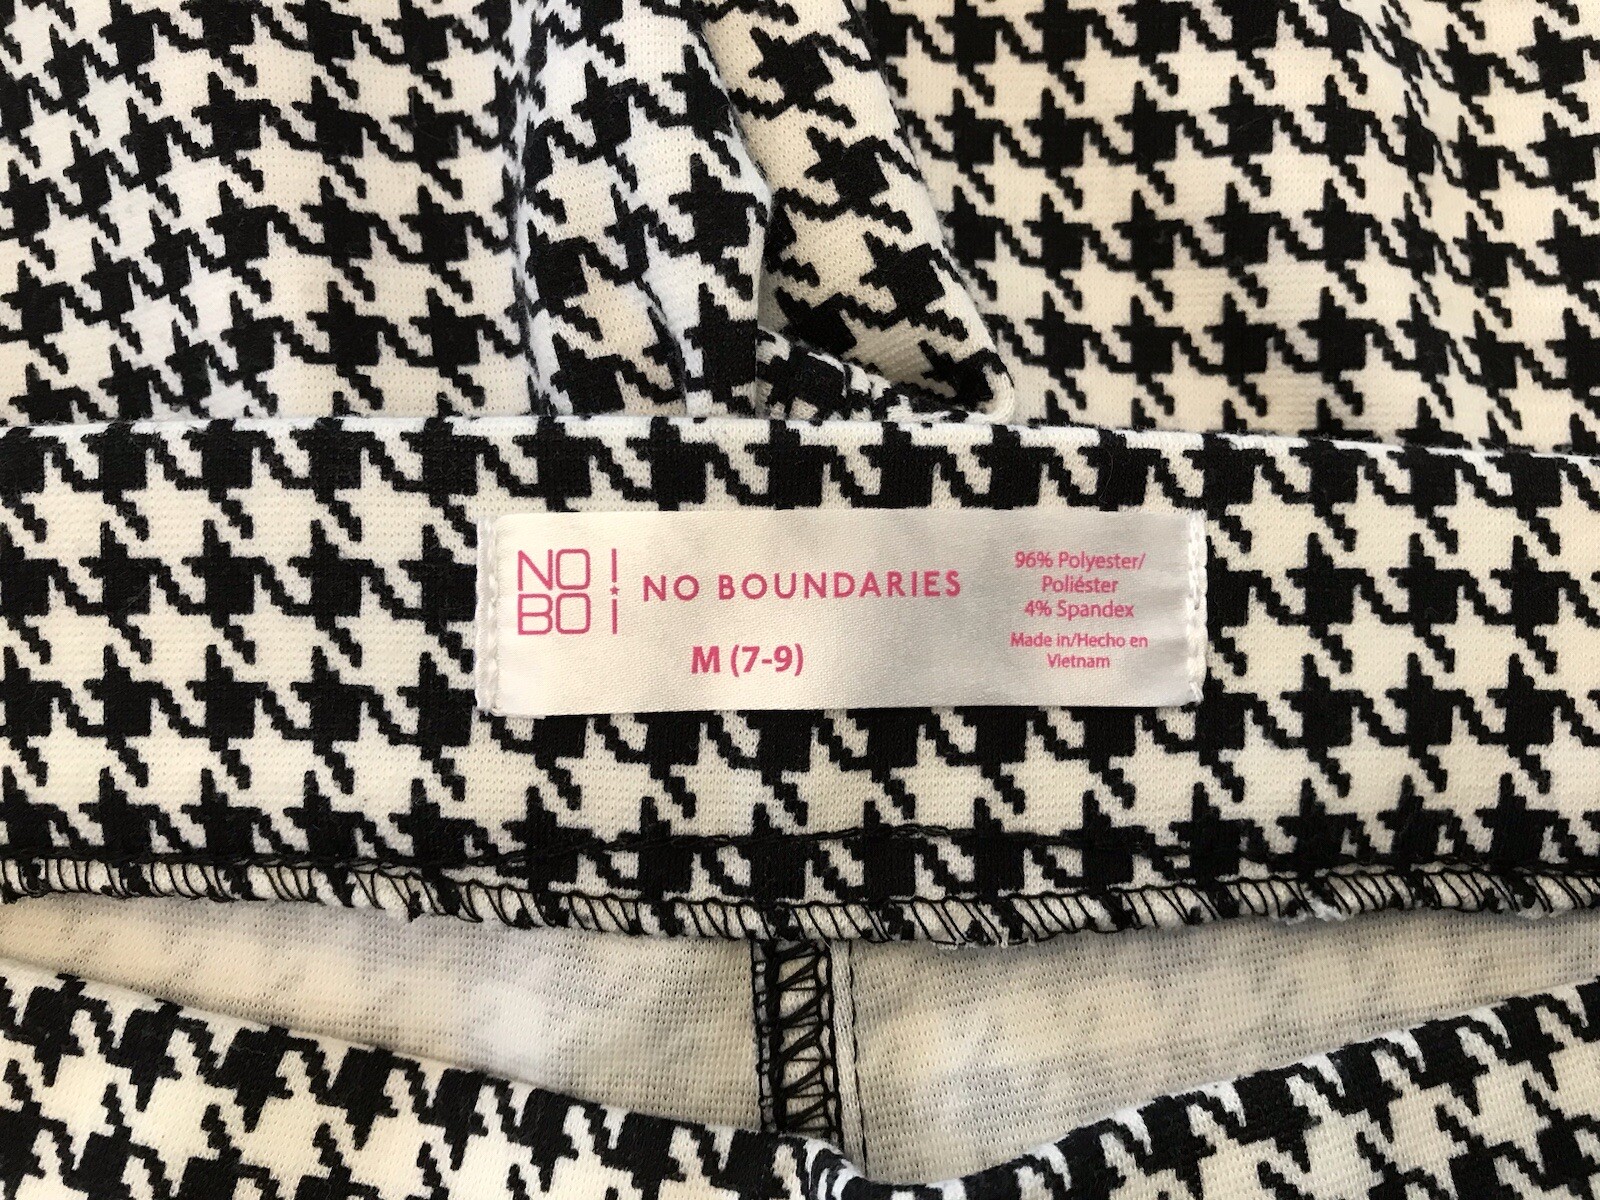 NO
BO
NO BOUNDARIES
M (7-9)
96% Polyester/
Poliéster
4% Spandex
Made in/Hecho en
Vietnam